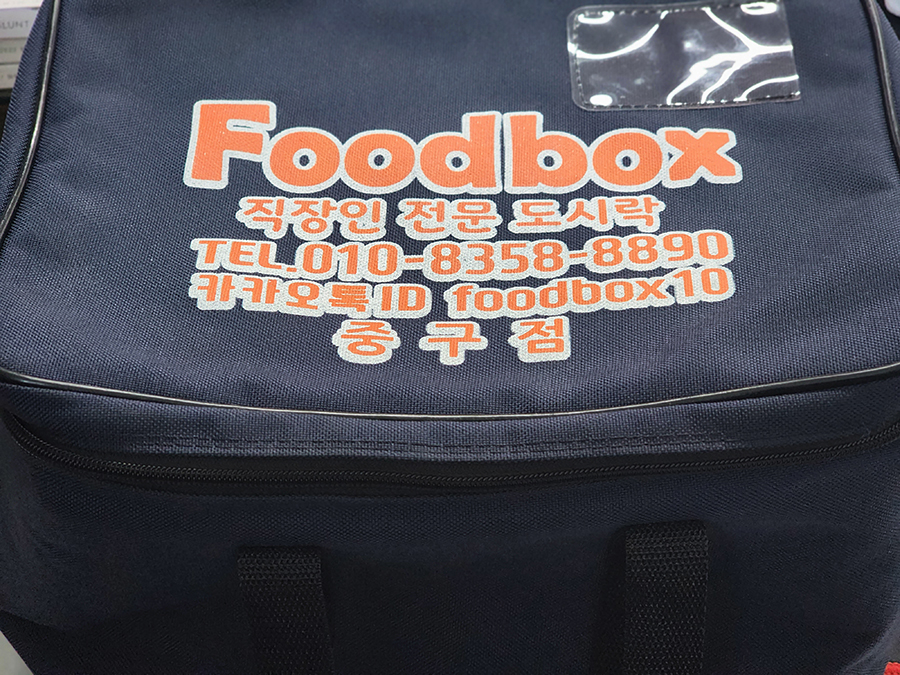 Foodbox
직장인 전문 도시락
TEL.010-8358-8890
카카오톡ID foodbox10
중구점